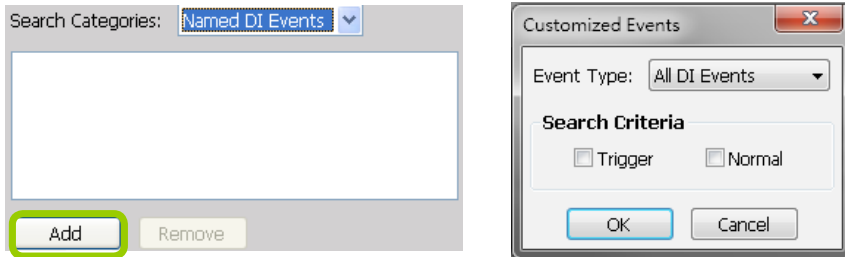 Search Categories: Named DI Events
Add Remove
Customized Events
Event Type: All DI Events
Search Criteria
Trigger Normal
OK Cancel